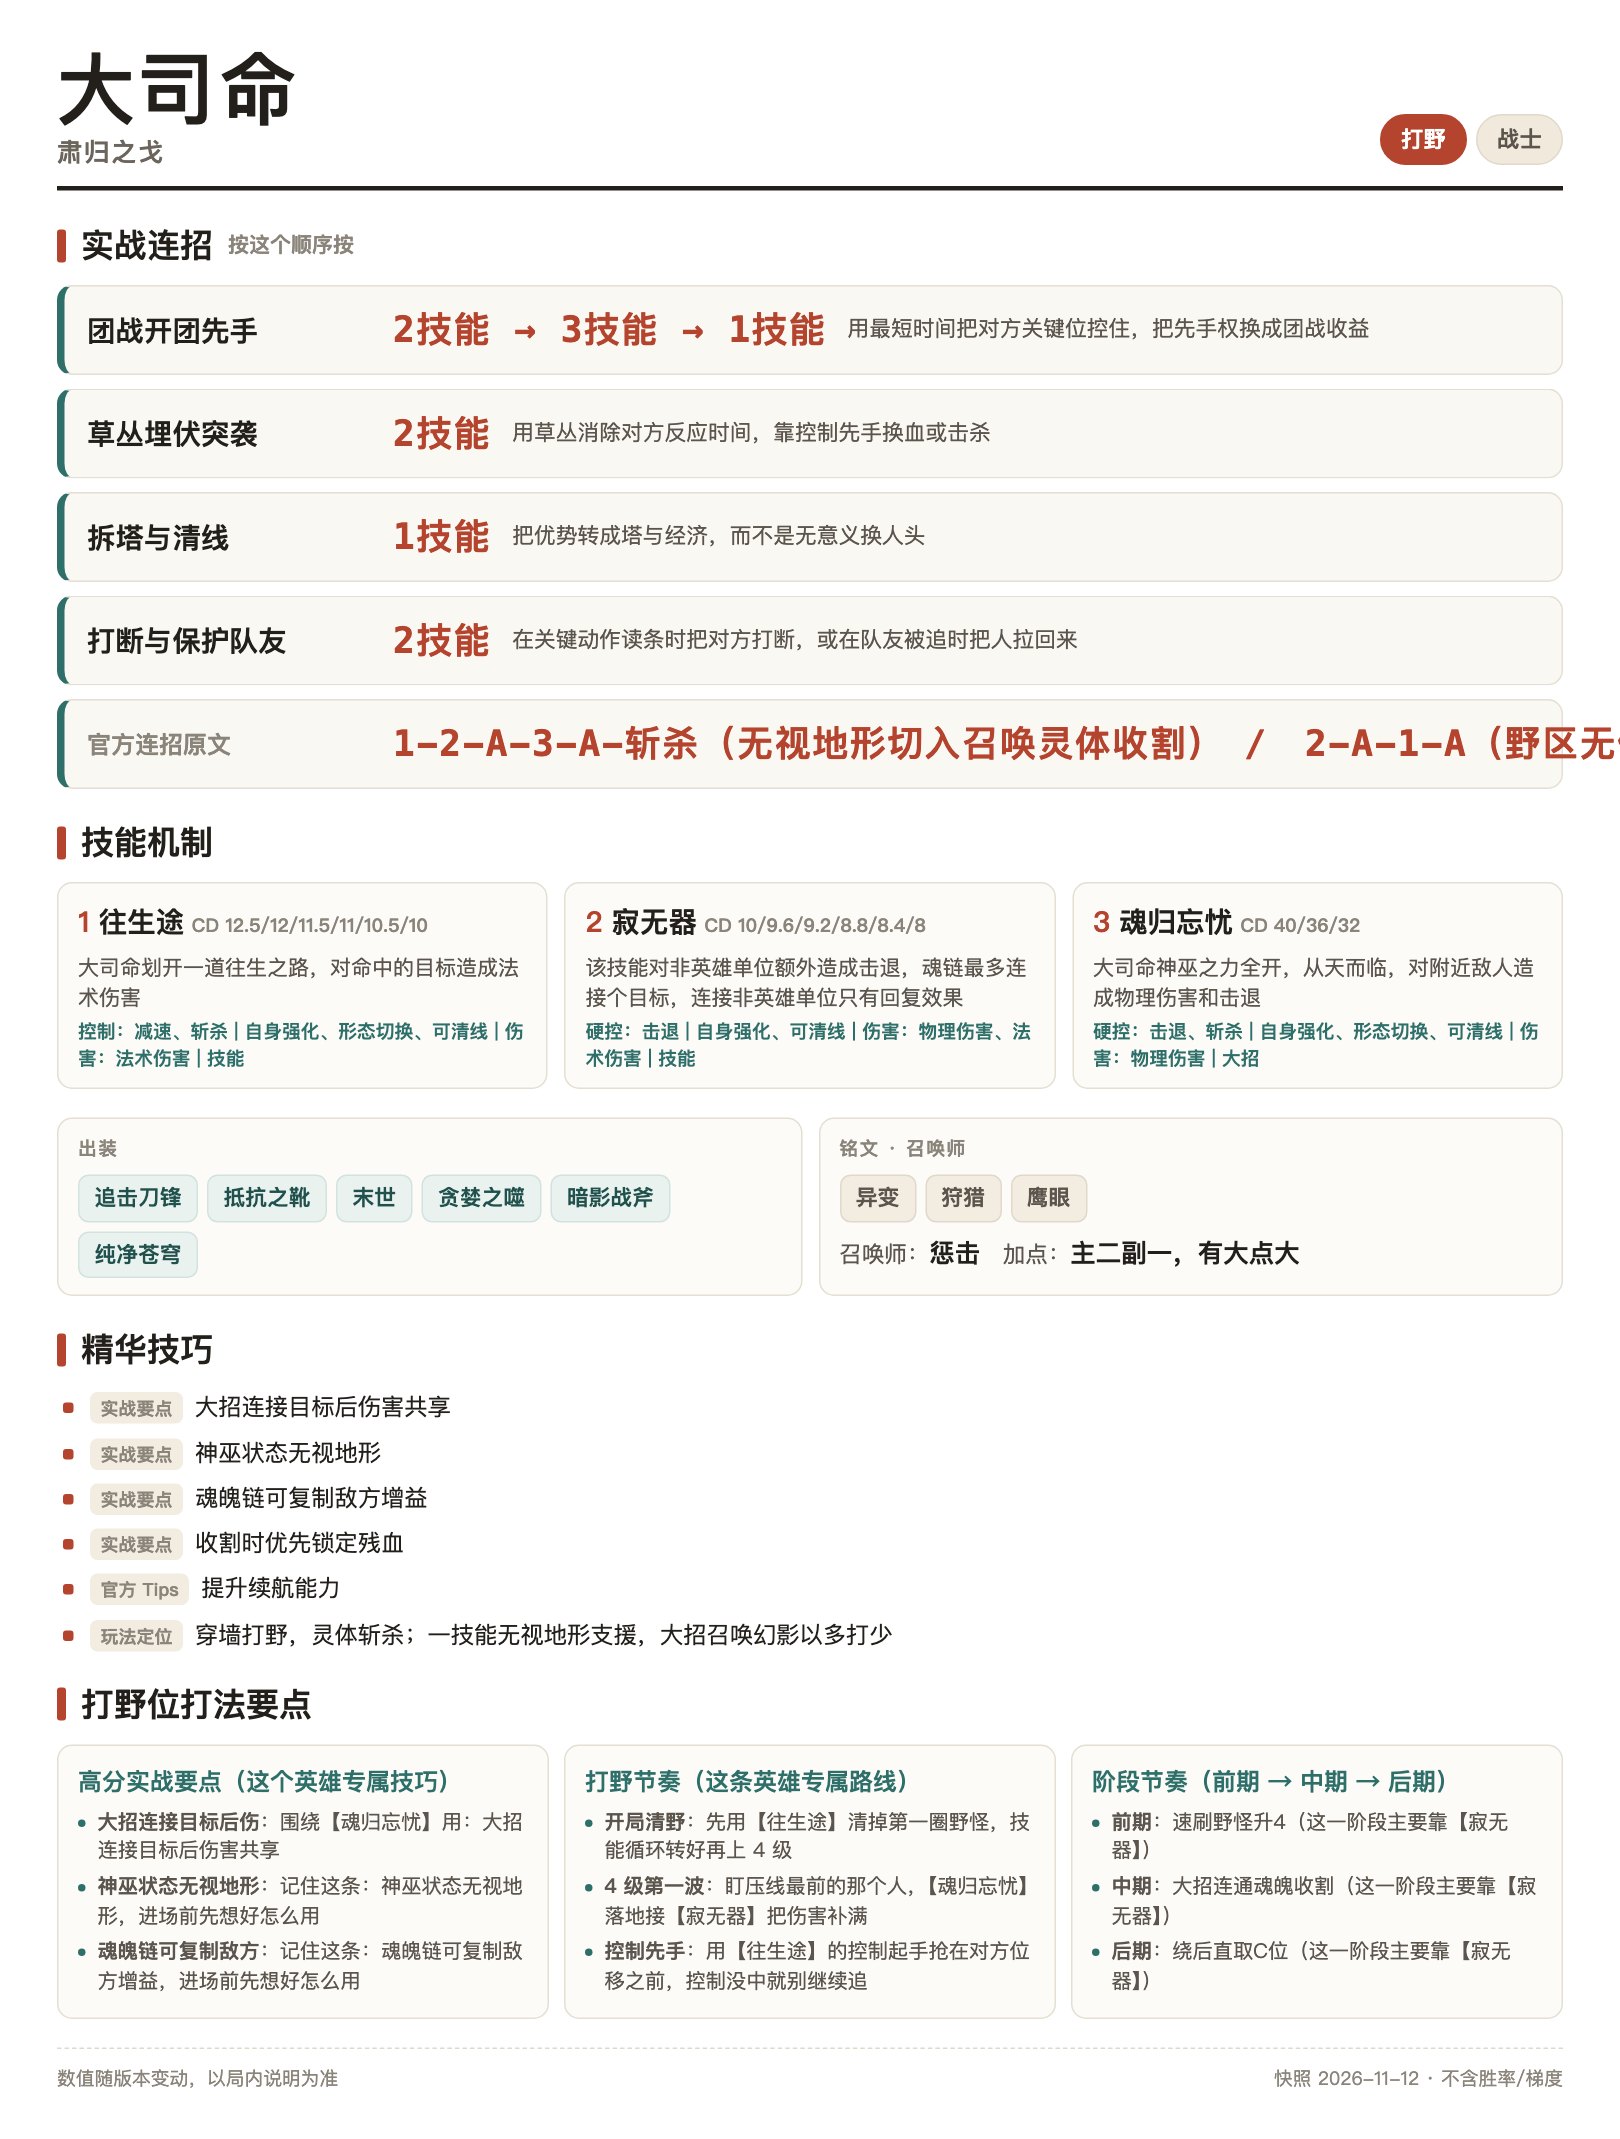 大司命
肃归之戈
打野 战士
实战连招 按这个顺序按
团战开团先手 2技能 → 3技能 → 1技能 用最短时间把对方关键位控住，把先手权换成团战收益
草丛埋伏突袭 2技能 用草丛消除对方反应时间，靠控制先手换血或击杀
拆塔与清线 1技能 把优势转成塔与经济，而不是无意义换人头
打断与保护队友 2技能 在关键动作读条时把对方打断，或在队友被追时把人拉回来
官方连招原文 1-2-A-3-A-斩杀（无视地形切入召唤灵体收割） / 2-A-1-A（野区无
技能机制
1 往生途 CD 12.5/12/11.5/11/10.5/10
大司命划开一道往生之路，对命中的目标造成法
术伤害
控制：减速、斩杀 | 自身强化、形态切换、可清线 | 伤
害：法术伤害 | 技能
2 寂无器 CD 10/9.6/9.2/8.8/8.4/8
该技能对非英雄单位额外造成击退，魂链最多连
接个目标，连接非英雄单位只有回复效果
硬控：击退 | 自身强化、可清线 | 伤害：物理伤害、法
术伤害 | 技能
3 魂归忘忧 CD 40/36/32
大司命神巫之力全开，从天而临，对附近敌人造
成物理伤害和击退
硬控：击退、斩杀 | 自身强化、形态切换、可清线 | 伤
害：物理伤害 | 大招
出装
追击刀锋 抵抗之靴 末世 贪婪之噬 暗影战斧
纯净苍穹
铭文 · 召唤师
异变 狩猎 鹰眼
召唤师：惩击 加点：主二副一，有大点大
精华技巧
实战要点 大招连接目标后伤害共享
实战要点 神巫状态无视地形
实战要点 魂魄链可复制敌方增益
实战要点 收割时优先锁定残血
官方 Tips 提升续航能力
玩法定位 穿墙打野，灵体斩杀；一技能无视地形支援，大招召唤幻影以多打少
打野位打法要点
高分实战要点（这个英雄专属技巧）
大招连接目标后伤：围绕【魂归忘忧】用：大招
连接目标后伤害共享
神巫状态无视地形：记住这条：神巫状态无视地
形，进场前先想好怎么用
魂魄链可复制敌方：记住这条：魂魄链可复制敌
方增益，进场前先想好怎么用
打野节奏（这条英雄专属路线）
开局清野：先用【往生途】清掉第一圈野怪，技
能循环转好再上 4 级
4 级第一波：盯压线最前的那个人，【魂归忘忧】
落地接【寂无器】把伤害补满
控制先手：用【往生途】的控制起手抢在对方位
移之前，控制没中就别继续追
阶段节奏（前期 → 中期 → 后期）
前期：速刷野怪升4（这一阶段主要靠【寂无
器】）
中期：大招连通魂魄收割（这一阶段主要靠【寂
无器】）
后期：绕后直取C位（这一阶段主要靠【寂无
器】）
数值随版本变动，以局内说明为准
快照 2026-11-12 · 不含胜率/梯度